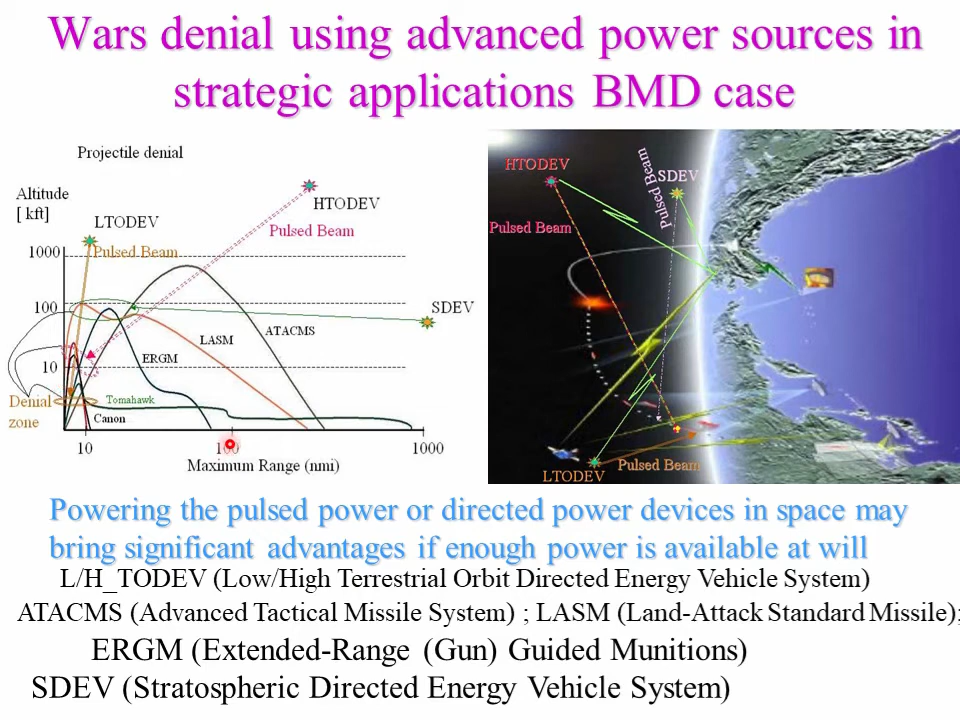 Wars denial using advanced power sources in
strategic applications BMD case
Projectile denial
Altitude
[ kft]
LTODEV
Pulsed Beam
HTODEV
Pulsed Beam
1000
100
10
SDEV
ATACMS
LASM
ERGM
Tomahawk
Canon
Denial
zone
10
100
1000
Maximum Range (nmi)
HTODEV
Pulsed Beam
SDEV
Pulsed Beam
Pulsed Beam
LTODEV
Powering the pulsed power or directed power devices in space may
bring significant advantages if enough power is available at will
L/H_TODEV (Low/High Terrestrial Orbit Directed Energy Vehicle System)
ATACMS (Advanced Tactical Missile System) ; LASM (Land-Attack Standard Missile);
ERGM (Extended-Range (Gun) Guided Munitions)
SDEV (Stratospheric Directed Energy Vehicle System)